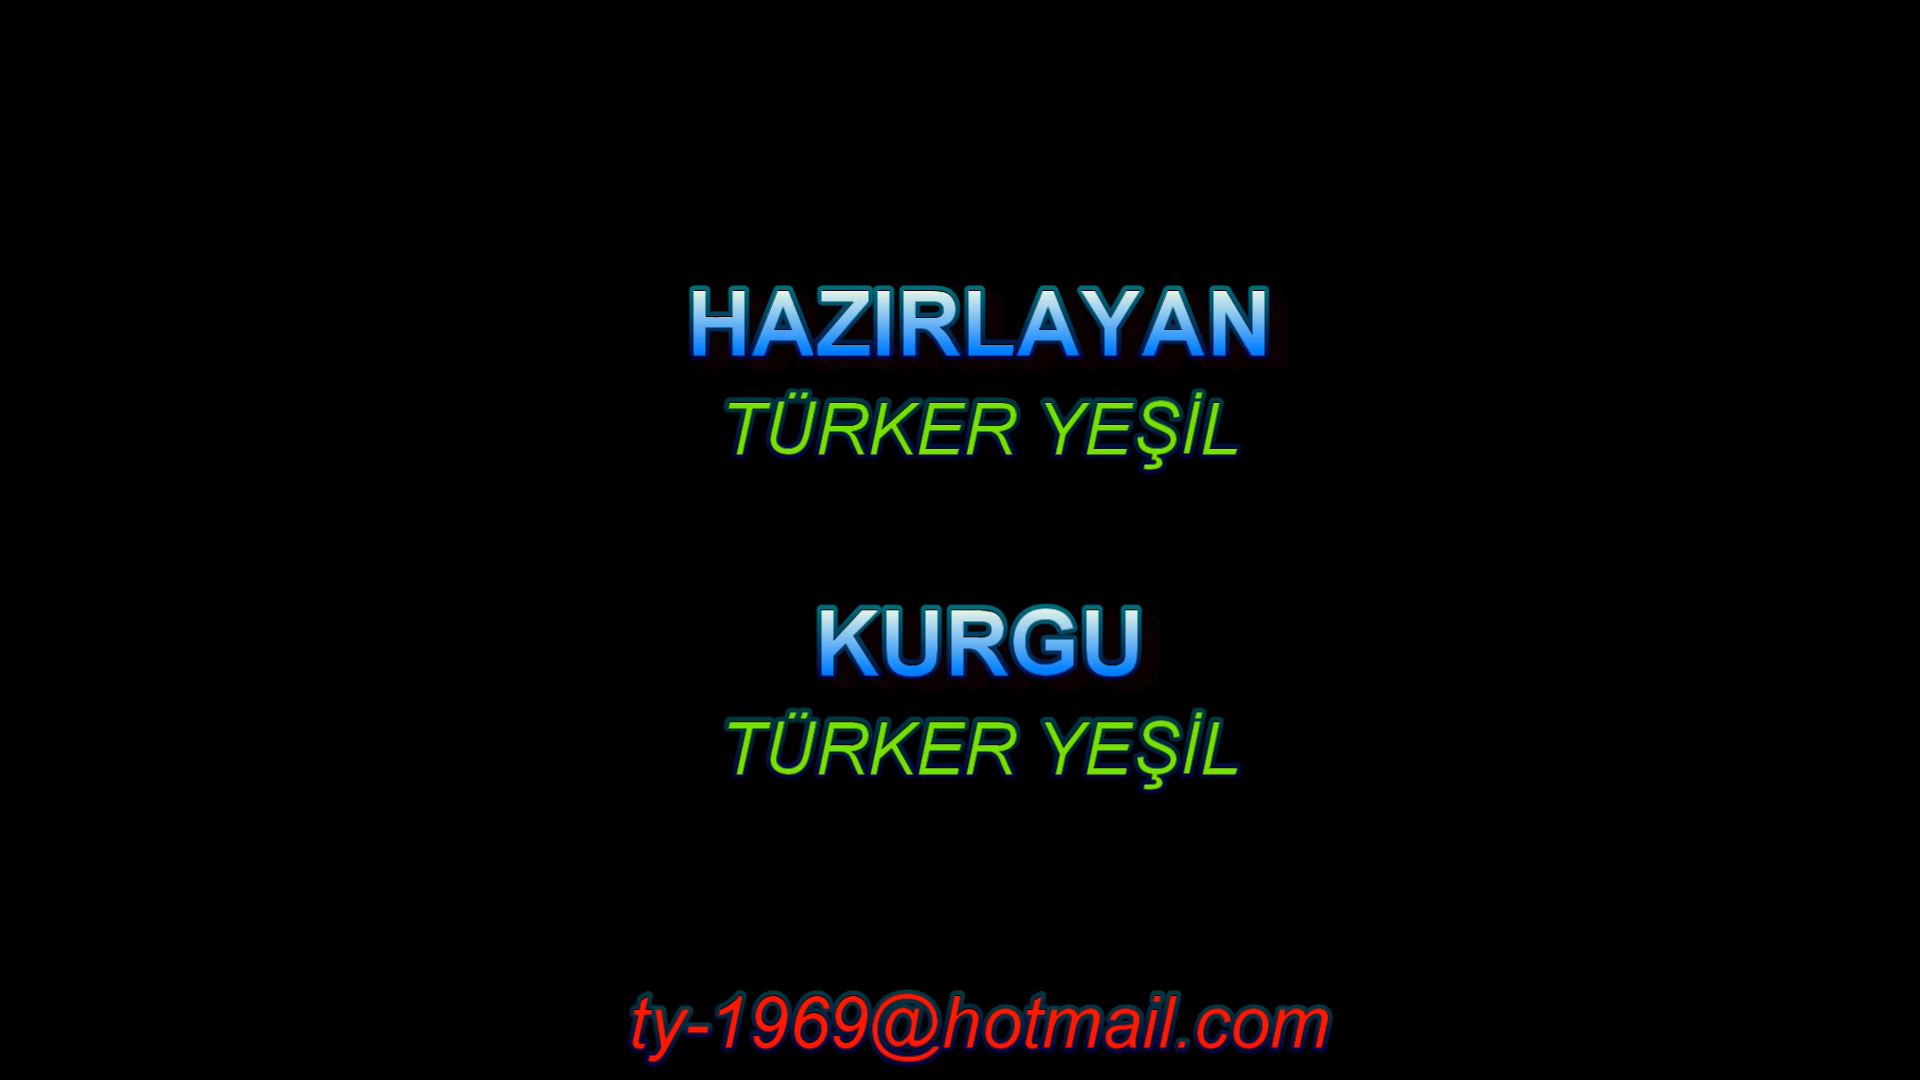 HAZIRLAYAN
TÜRKER YEŞİL
KURGU
TÜRKER YEŞİL
ty-1969@hotmail.com